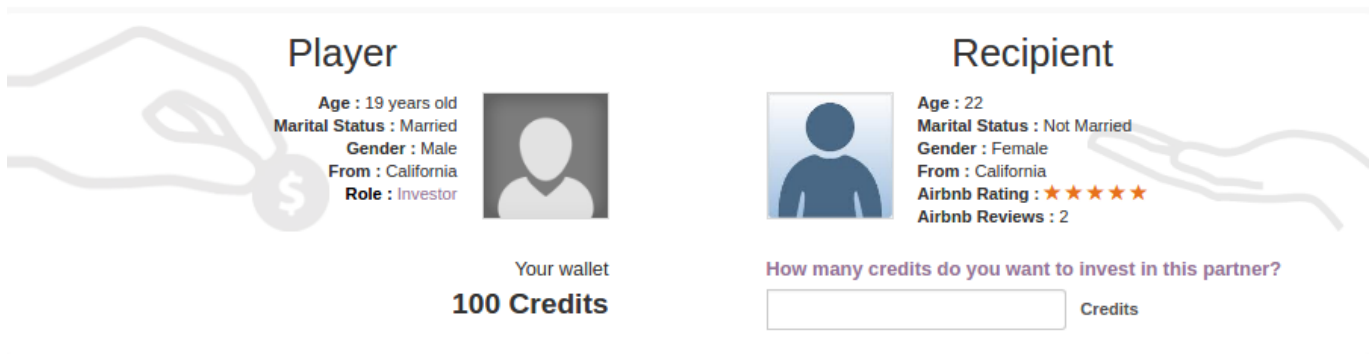 Player
Age : 19 years old
Marital Status : Married
Gender : Male
From : California
Role : Investor
$
Your wallet
100 Credits
Recipient
Age : 22
Marital Status : Not Married
Gender : Female
From : California
Airbnb Rating : ★★★★★
Airbnb Reviews : 2
How many credits do you want to invest in this partner?
Credits